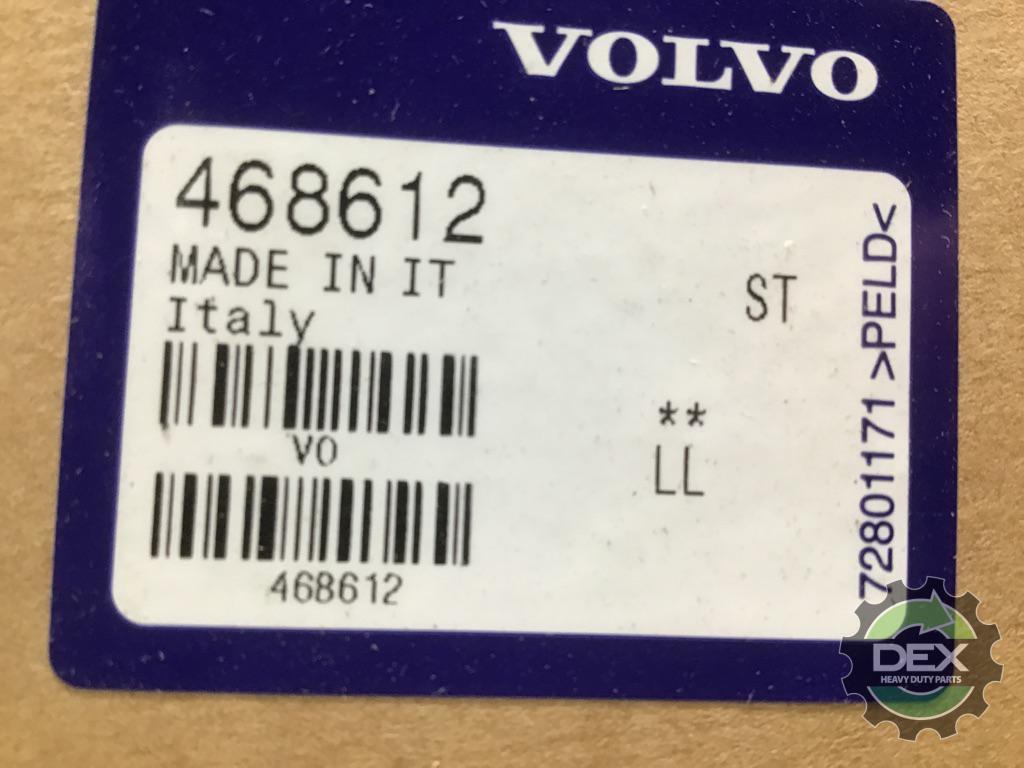 VOLVO
468612
MADE IN IT
Italy
ST
VO
**
LL
468612
72801171 >PELD<
DEX
HEAVY DUTY PARTS